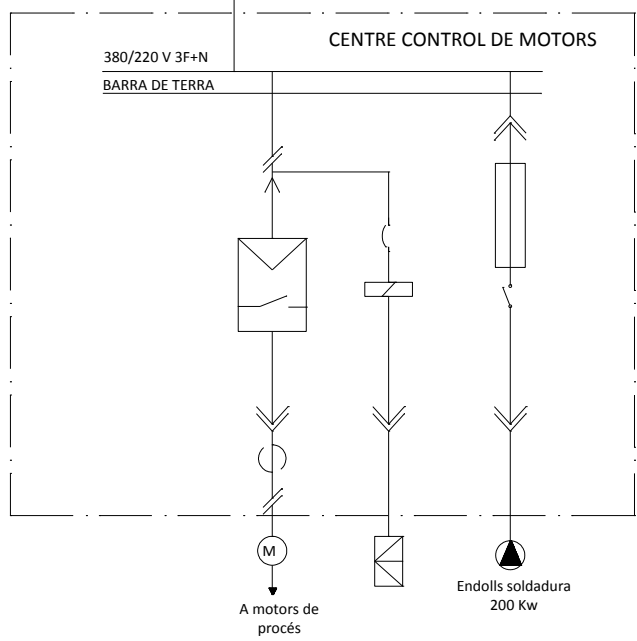 CENTRE CONTROL DE MOTORS
380/220 V 3F+N
BARRA DE TERRA
M
A motors de
procés
Endolls soldadura
200 Kw